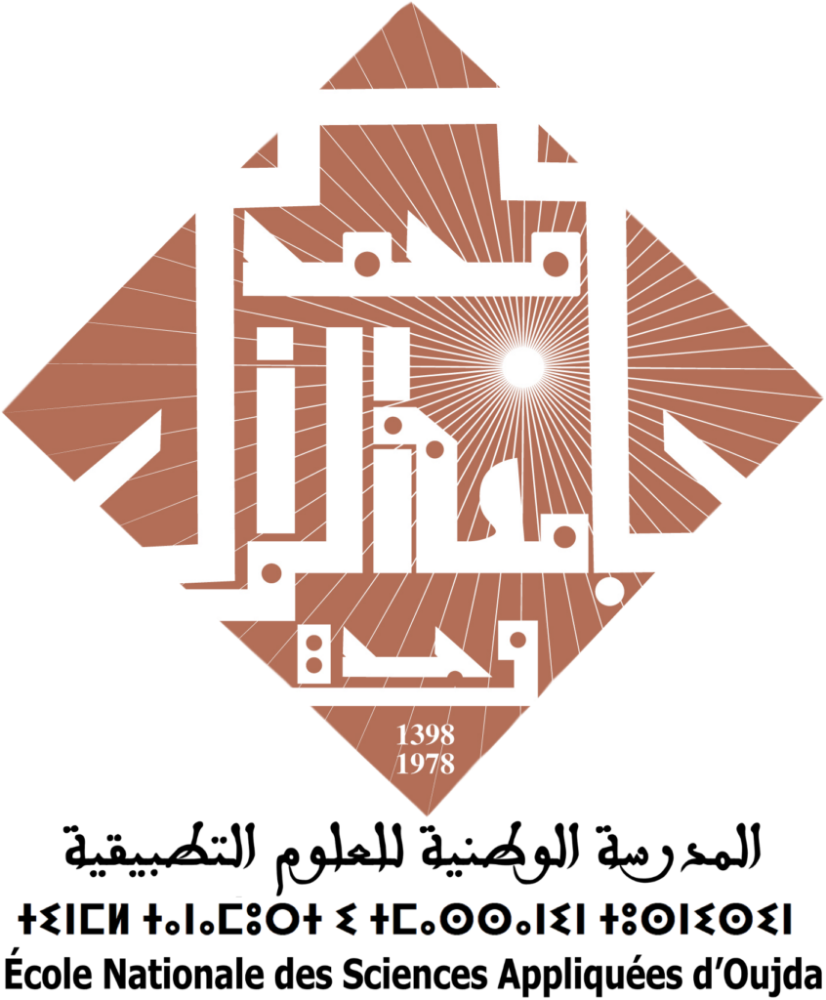 1398
1978
المدرسة الوطنية للعلوم التطبيقية
ⵜⵉⵏⵎⵍ ⵜⴰⵏⴰⵎⵓⵔⵜ ⵉ ⵜⵎⴰⵙⵙⴰⵏⵉⵏ ⵜⵓⵙⵏⵉⵙⵉⵏ
École Nationale des Sciences Appliquées d’Oujda